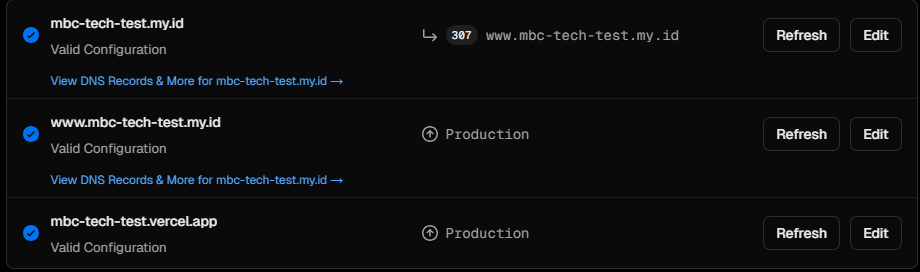 mbc-tech-test.my.id
307 www.mbc-tech-test.my.id
Refresh
Edit
Valid Configuration
View DNS Records & More for mbc-tech-test.my.id →
www.mbc-tech-test.my.id
Production
Refresh
Edit
Valid Configuration
View DNS Records & More for mbc-tech-test.my.id →
mbc-tech-test.vercel.app
Production
Refresh
Edit
Valid Configuration